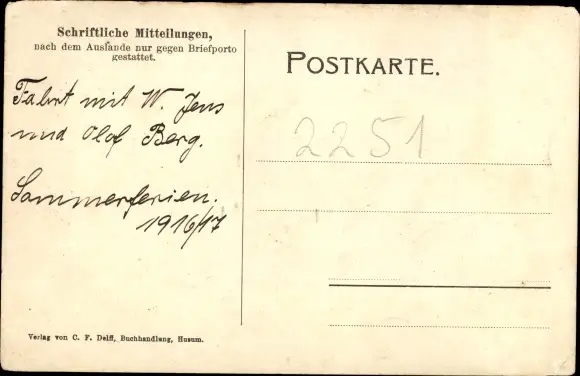 Schriftliche Mitteilungen,
nach dem Auslande nur gegen Briefporto
gestattet.
Fahrt mit W. Jens
und Olof Berg.
Sommerferien.
1916/17
Verlag von C. F. Delff, Buchhandlung, Husum.
POSTKARTE.
2251